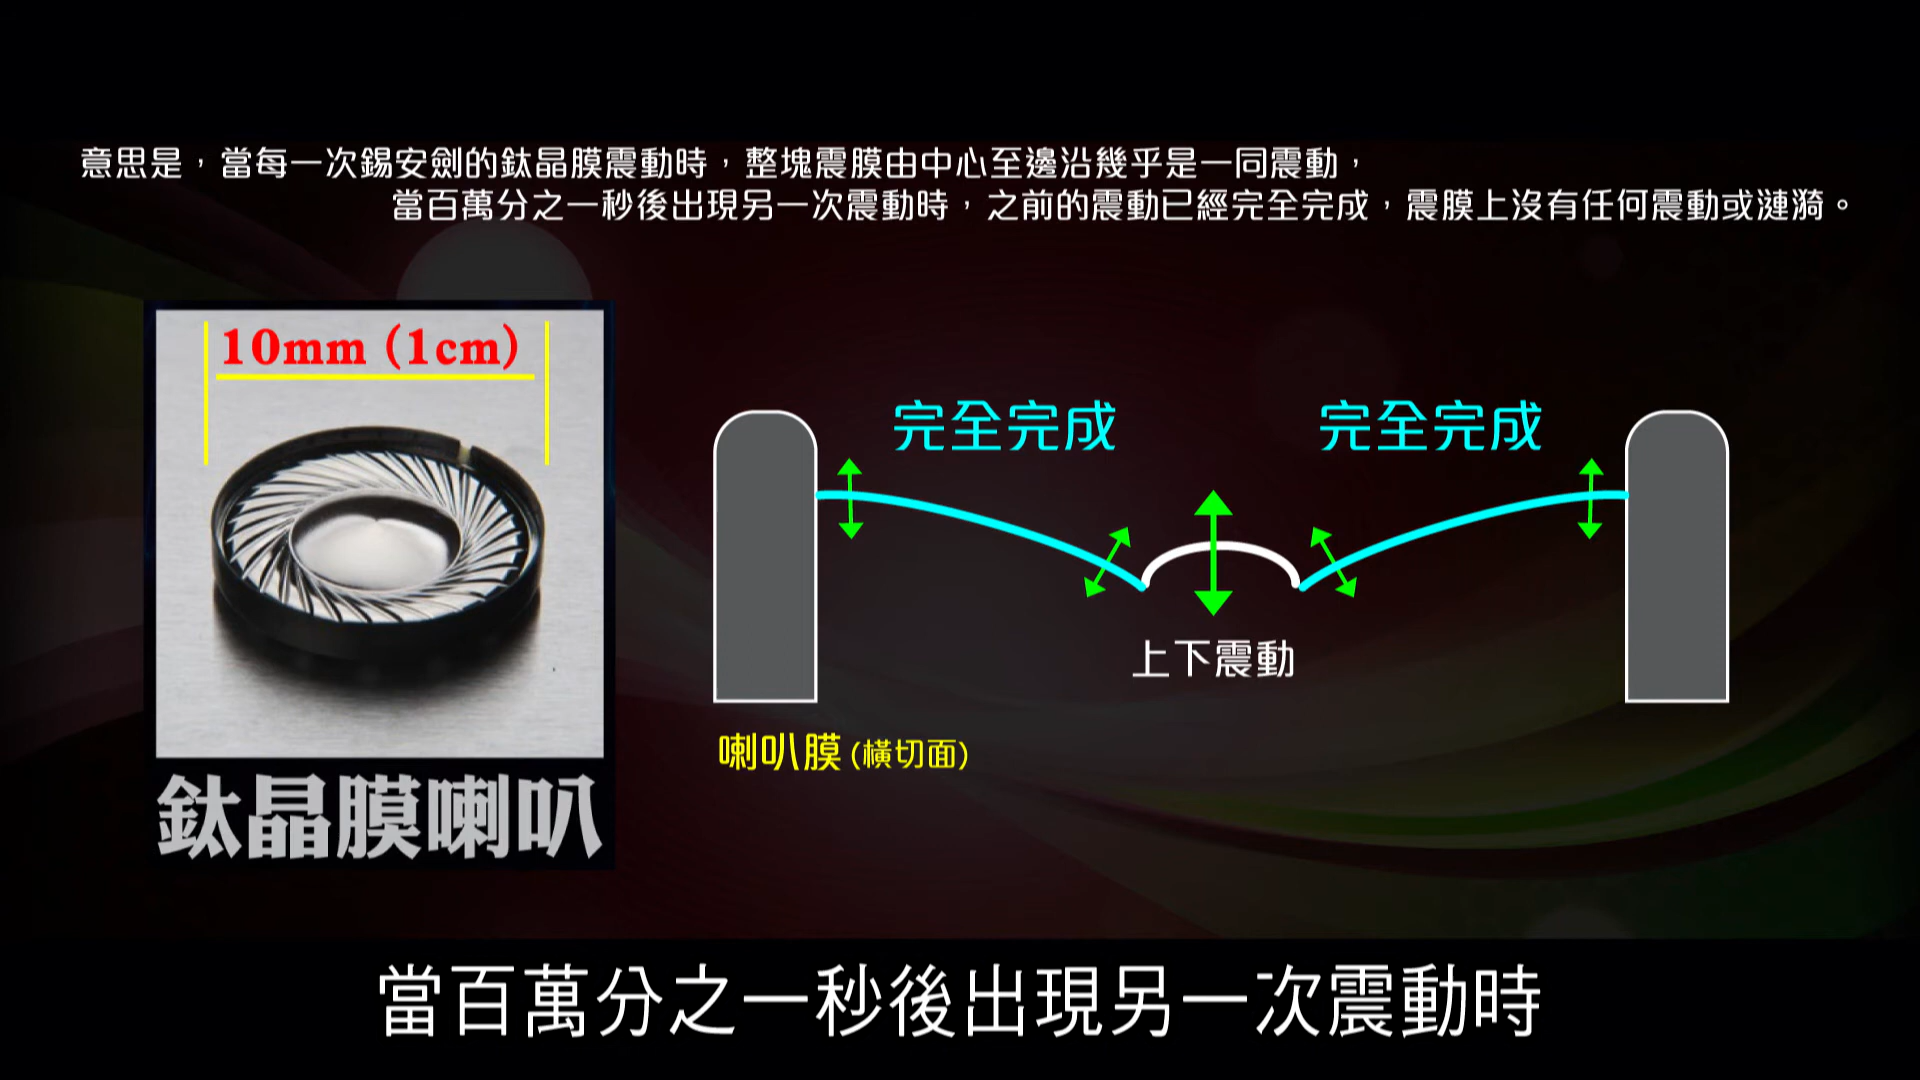 意思是，當每一次錫安劍的鈦晶膜震動時，整塊震膜由中心至邊沿幾乎是一同震動，
當百萬分之一秒後出現另一次震動時，之前的震動已經完全完成，震膜上沒有任何震動或漣漪。
10mm (1cm)
完全完成
完全完成
上下震動
喇叭膜(橫切面)
鈦晶膜喇叭
當百萬分之一秒後出現另一次震動時